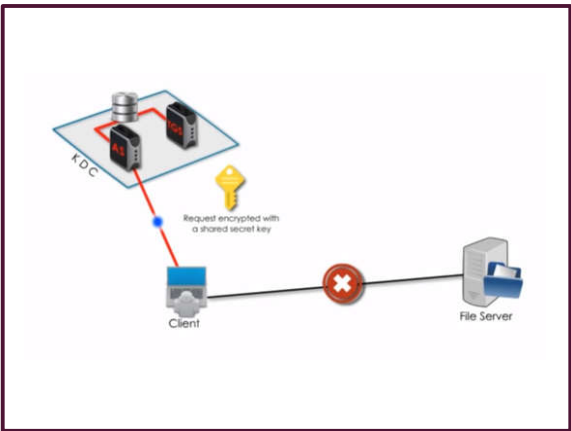 TGS
AS
KDC
Request encrypted with
a shared secret key
Client
File Server